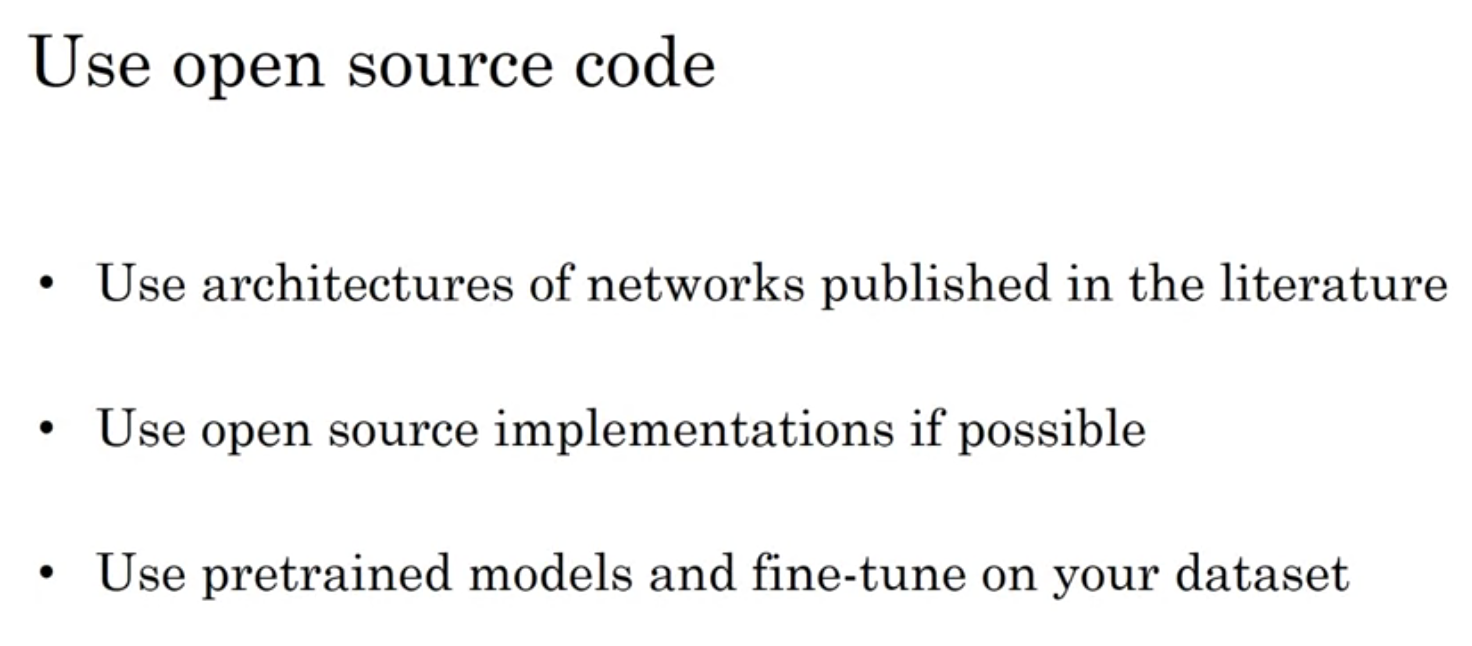 Use open source code
• Use architectures of networks published in the literature
• Use open source implementations if possible
• Use pretrained models and fine-tune on your dataset